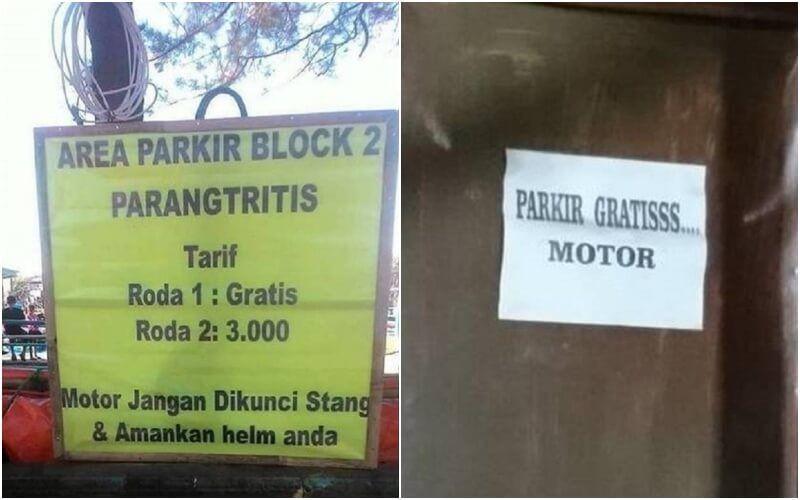 AREA PARKIR BLOCK 2
PARANGTRITIS
Tarif
Roda 1 : Gratis
Roda 2: 3.000
Motor Jangan Dikunci Stang
& Amankan helm anda
PARKIR GRATISSS....
MOTOR